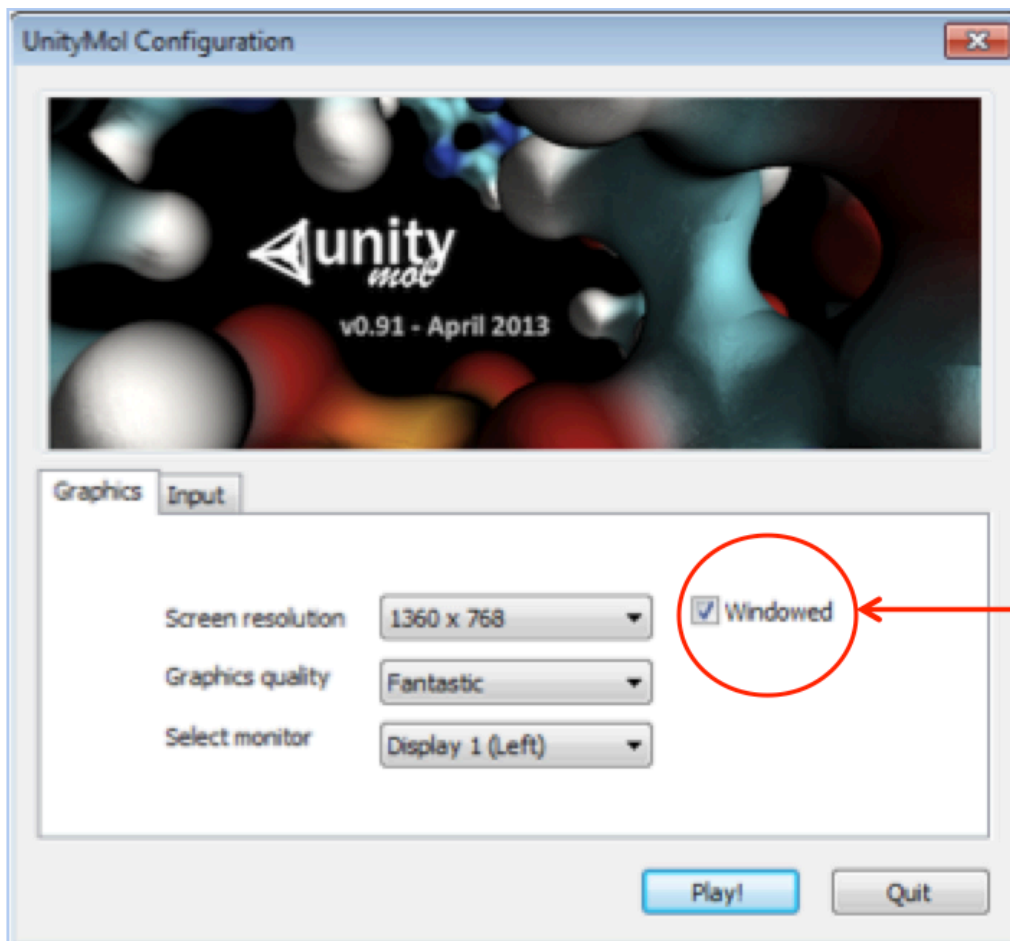 UnityMol Configuration
unity
mol
v0.91 - April 2013
Graphics
Input
Screen resolution
1360 x 768
Windowed
Graphics quality
Fantastic
Select monitor
Display 1 (Left)
Play!
Quit